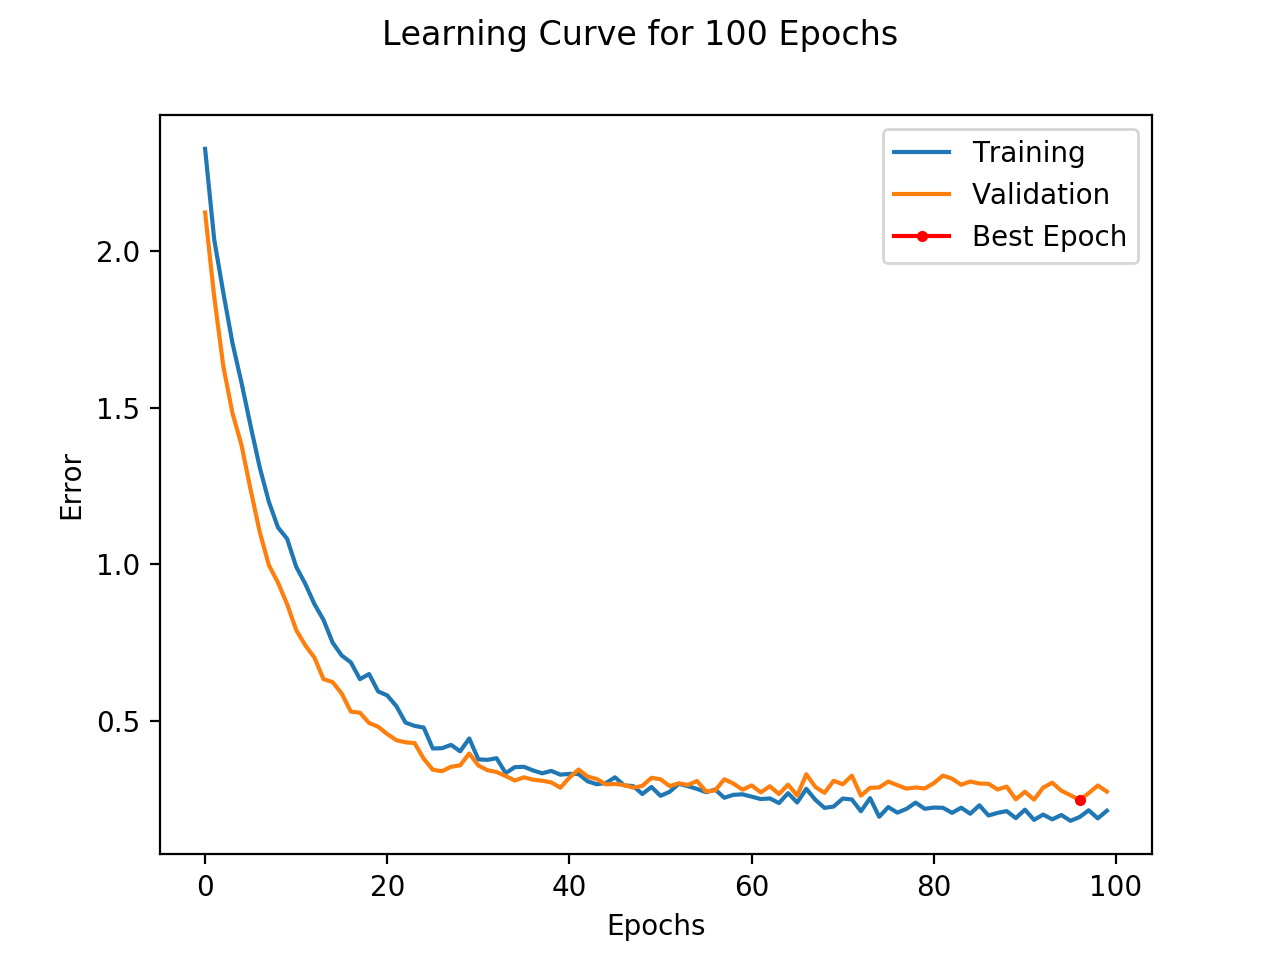 Learning Curve for 100 Epochs
Training
Validation
Best Epoch
2.0
1.5
1.0
0.5
Error
0 20 40 60 80 100
Epochs